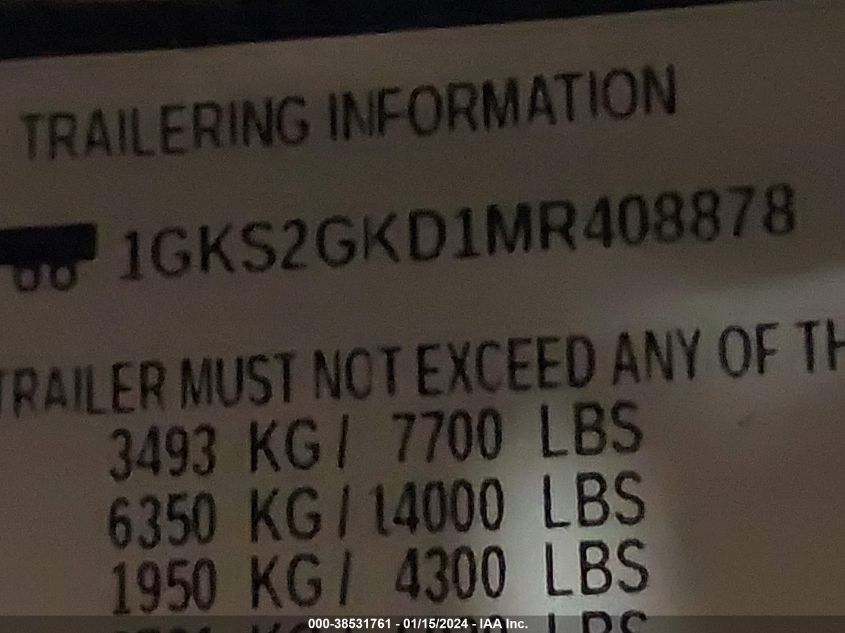 TRAILERING INFORMATION
1GKS2GKD1MR408878
TRAILER MUST NOT EXCEED ANY OF TH
3493 KG/ 7700 LBS
6350 KG/14000 LBS
1950 KG/ 4300 LBS
LBS
000-38531761 - 01/15/2024 - IAA Inc.